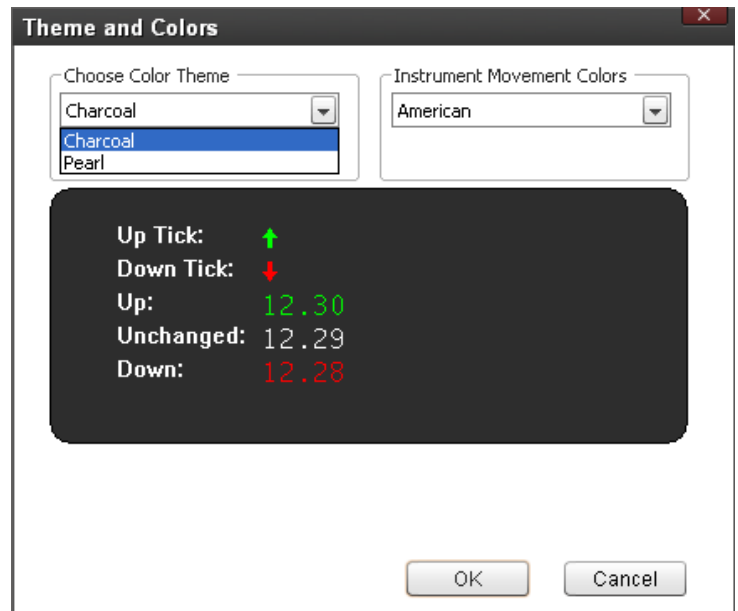 Theme and Colors
Choose Color Theme
Instrument Movement Colors
Charcoal
American
Charcoal
Pearl
Up Tick:
Down Tick:
Up: 12.30
Unchanged: 12.29
Down: 12.28
OK
Cancel